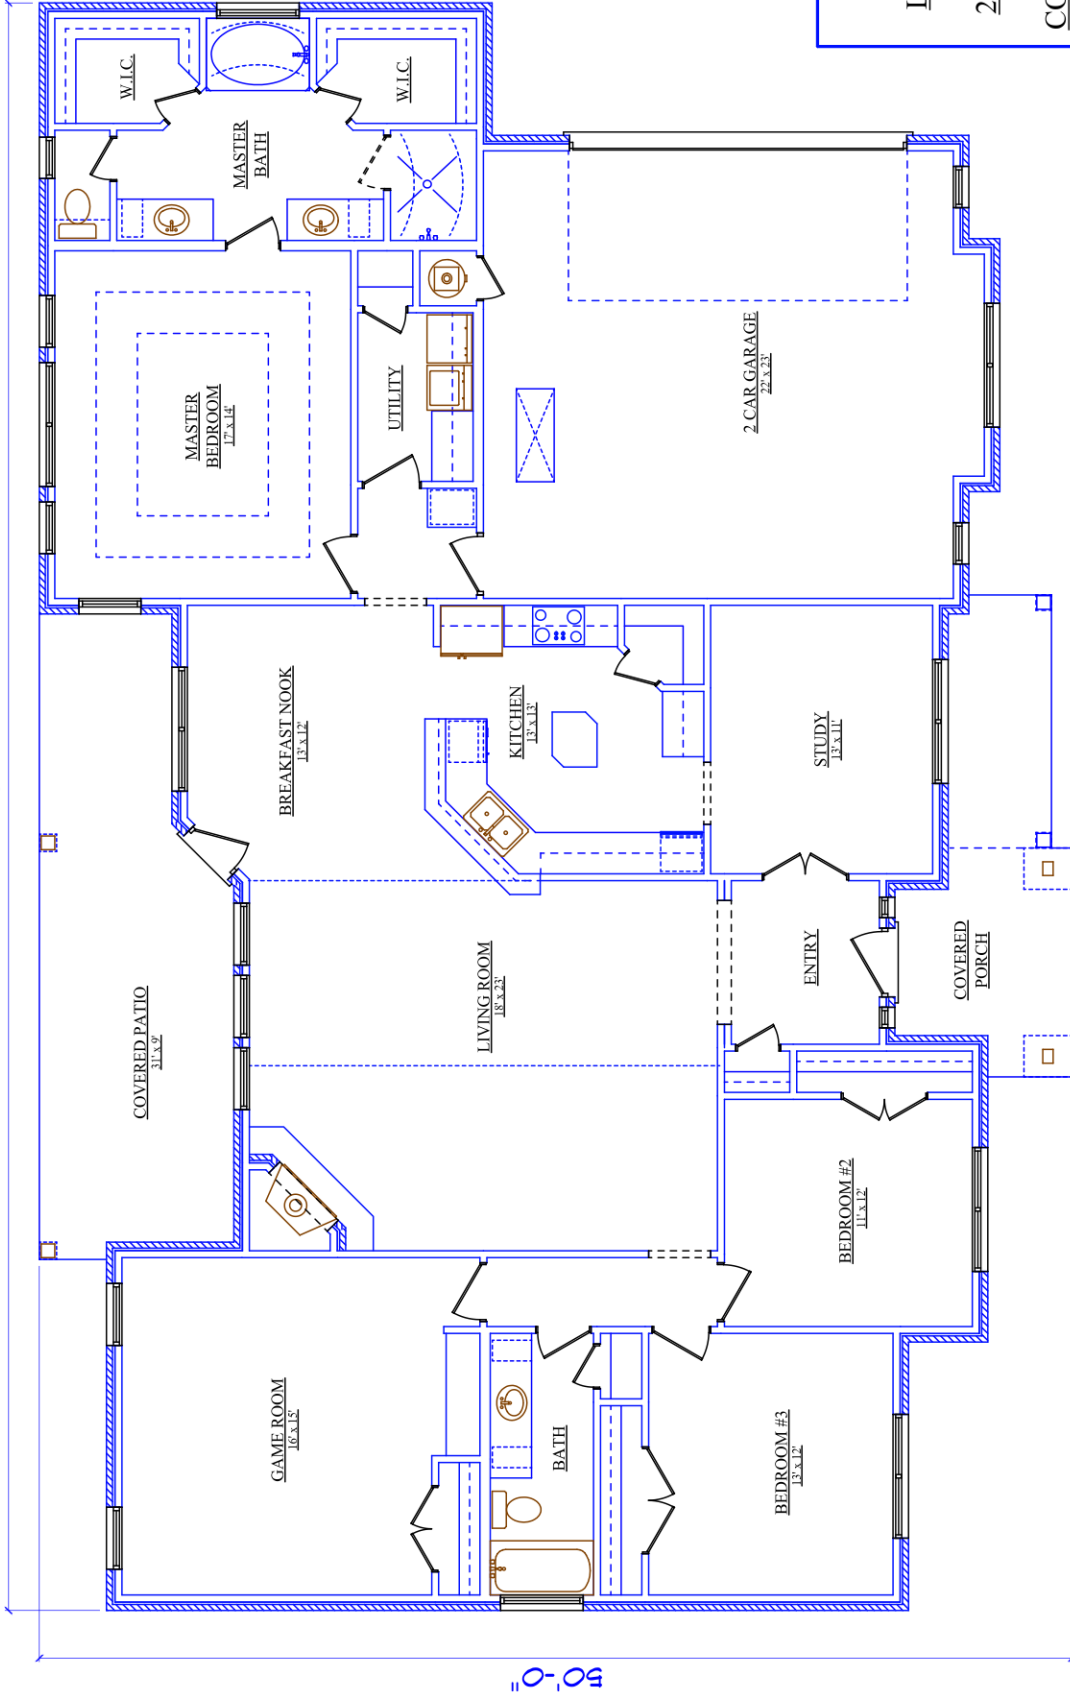 W.I.C.
W.I.C.
MASTER
BATH
MASTER
BEDROOM
17' x 14'
UTILITY
2 CAR GARAGE
22' x 23'
BREAKFAST NOOK
13' x 12'
KITCHEN
13' x 13'
STUDY
13' x 11'
COVERED PATIO
31' x 9'
LIVING ROOM
18' x 23'
ENTRY
COVERED
PORCH
GAME ROOM
16' x 15'
BATH
BEDROOM #2
11' x 12'
BEDROOM #3
13' x 12'
50'-0"
2
CO